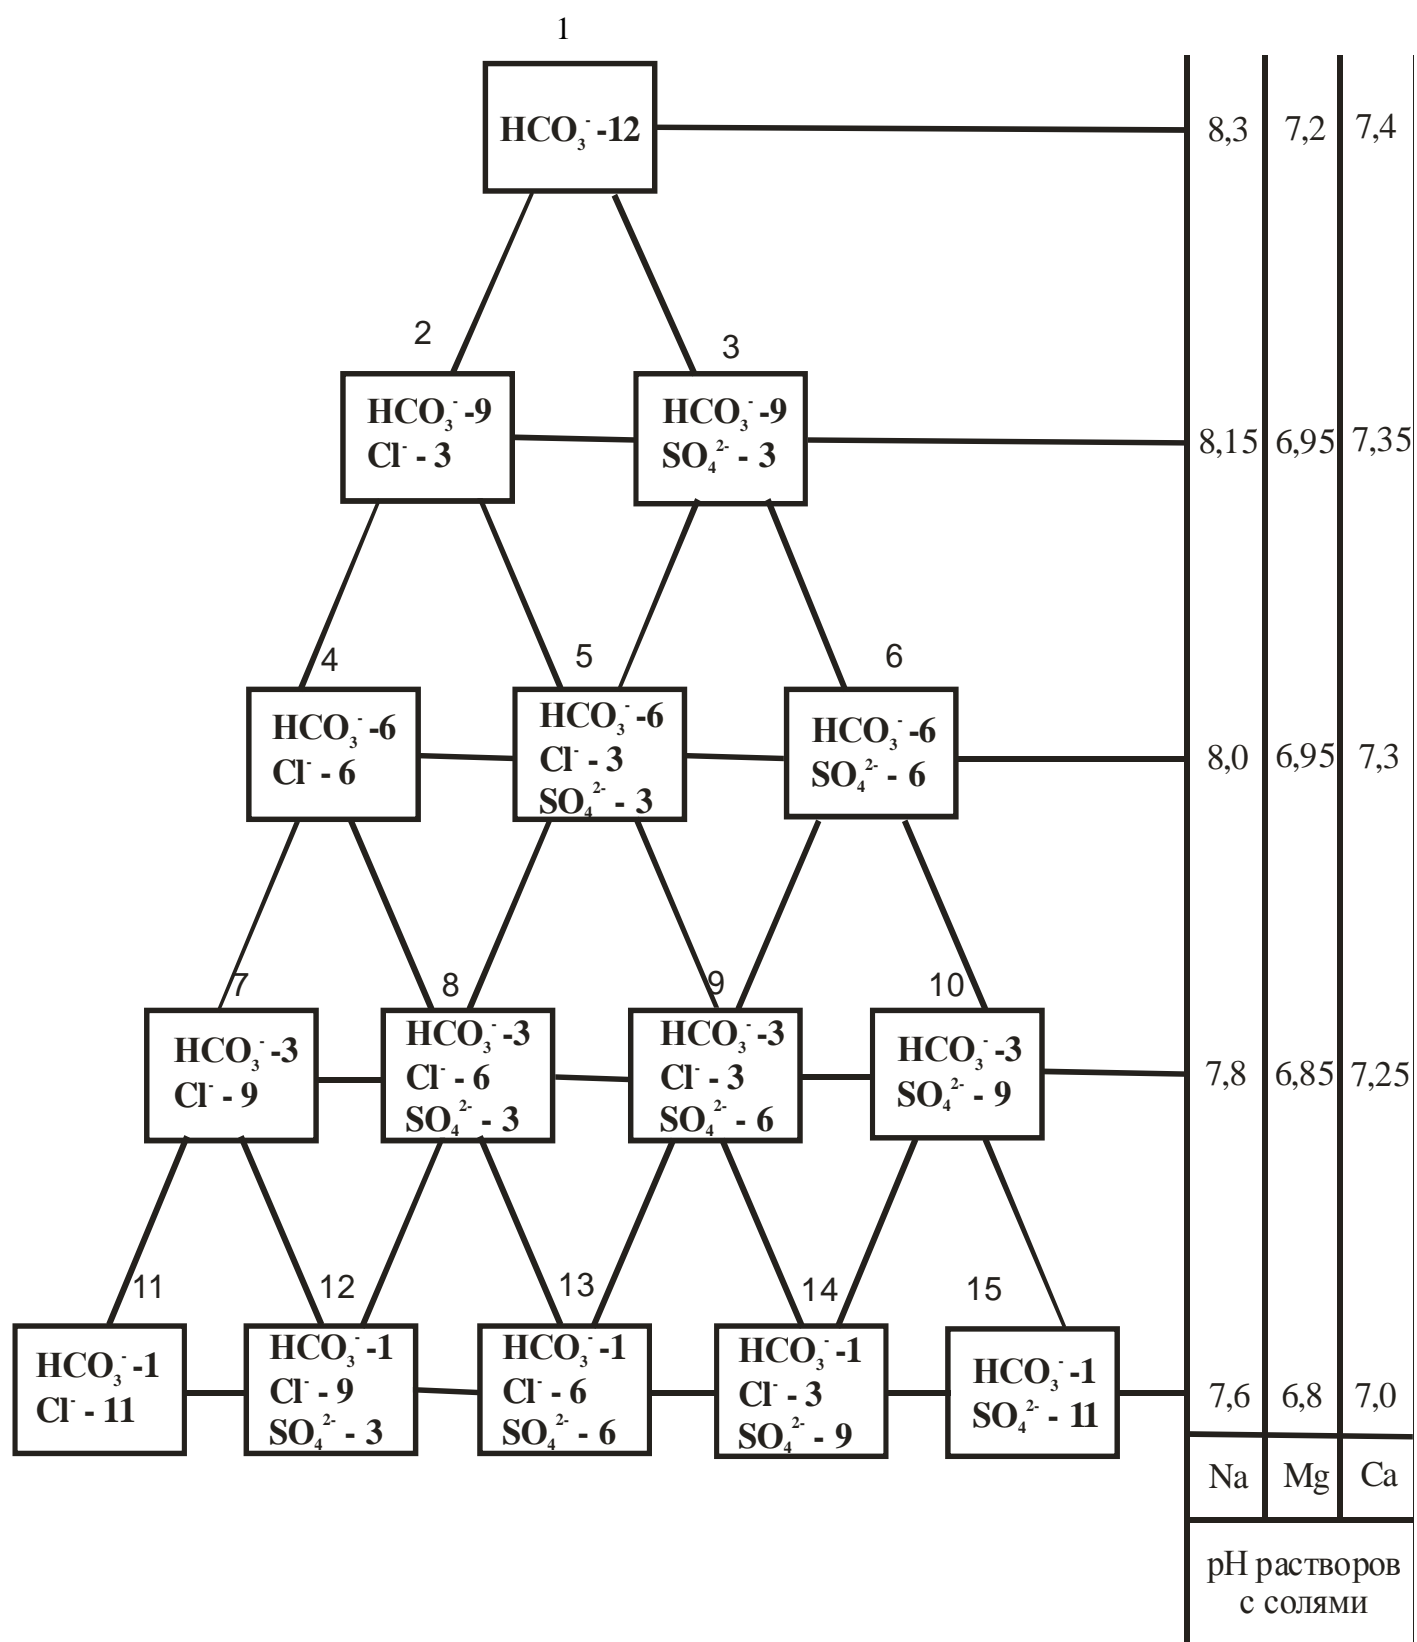 1
HCO₃⁻ -12
8,3 7,2 7,4
2
3
HCO₃⁻ -9
Cl⁻ - 3
HCO₃⁻ -9
SO₄²⁻ - 3
8,15 6,95 7,35
4
5
6
HCO₃⁻ -6
Cl⁻ - 6
HCO₃⁻ -6
Cl⁻ - 3
SO₄²⁻ - 3
HCO₃⁻ -6
SO₄²⁻ - 6
8,0 6,95 7,3
7
8
9
10
HCO₃⁻ -3
Cl⁻ - 9
HCO₃⁻ -3
Cl⁻ - 6
SO₄²⁻ - 3
HCO₃⁻ -3
Cl⁻ - 3
SO₄²⁻ - 6
HCO₃⁻ -3
SO₄²⁻ - 9
7,8 6,85 7,25
11
12
13
14
15
HCO₃⁻ -1
Cl⁻ - 11
HCO₃⁻ -1
Cl⁻ - 9
SO₄²⁻ - 3
HCO₃⁻ -1
Cl⁻ - 6
SO₄²⁻ - 6
HCO₃⁻ -1
Cl⁻ - 3
SO₄²⁻ - 9
HCO₃⁻ -1
SO₄²⁻ - 11
7,6 6,8 7,0
Na Mg Ca
pH растворов
с солями